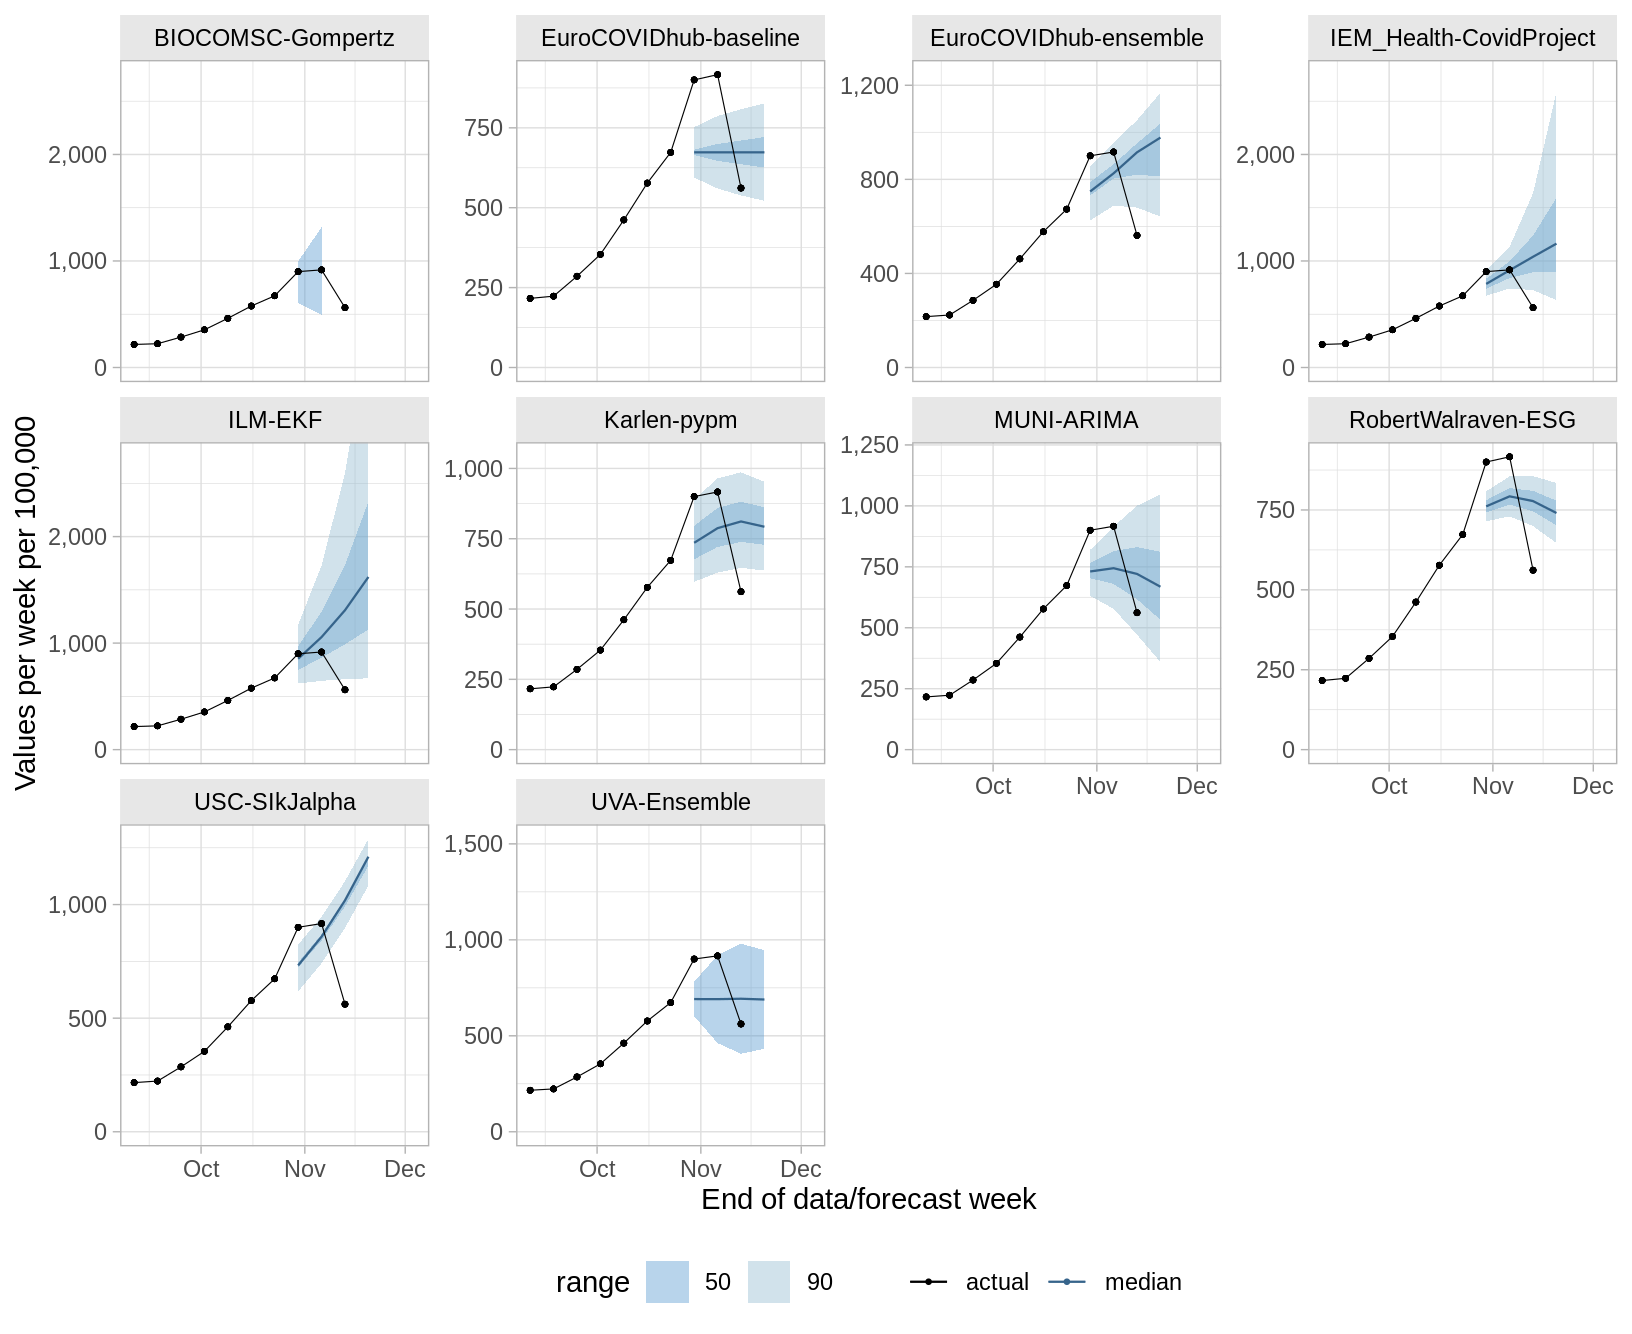 BIOCOMSC-Gompertz
EuroCOVIDhub-baseline
EuroCOVIDhub-ensemble
IEM_Health-CovidProject
2,000
1,000
0
750
500
250
0
1,200
800
400
0
2,000
1,000
0
ILM-EKF
Karlen-pypm
MUNI-ARIMA
RobertWalraven-ESG
2,000
1,000
0
1,000
750
500
250
0
1,250
1,000
750
500
250
0
750
500
250
0
Oct Nov Dec
Oct Nov Dec
USC-SIkJalpha
UVA-Ensemble
1,000
500
0
1,500
1,000
500
0
Oct Nov Dec
Oct Nov Dec
Values per week per 100,000
End of data/forecast week
range 50 90 actual median